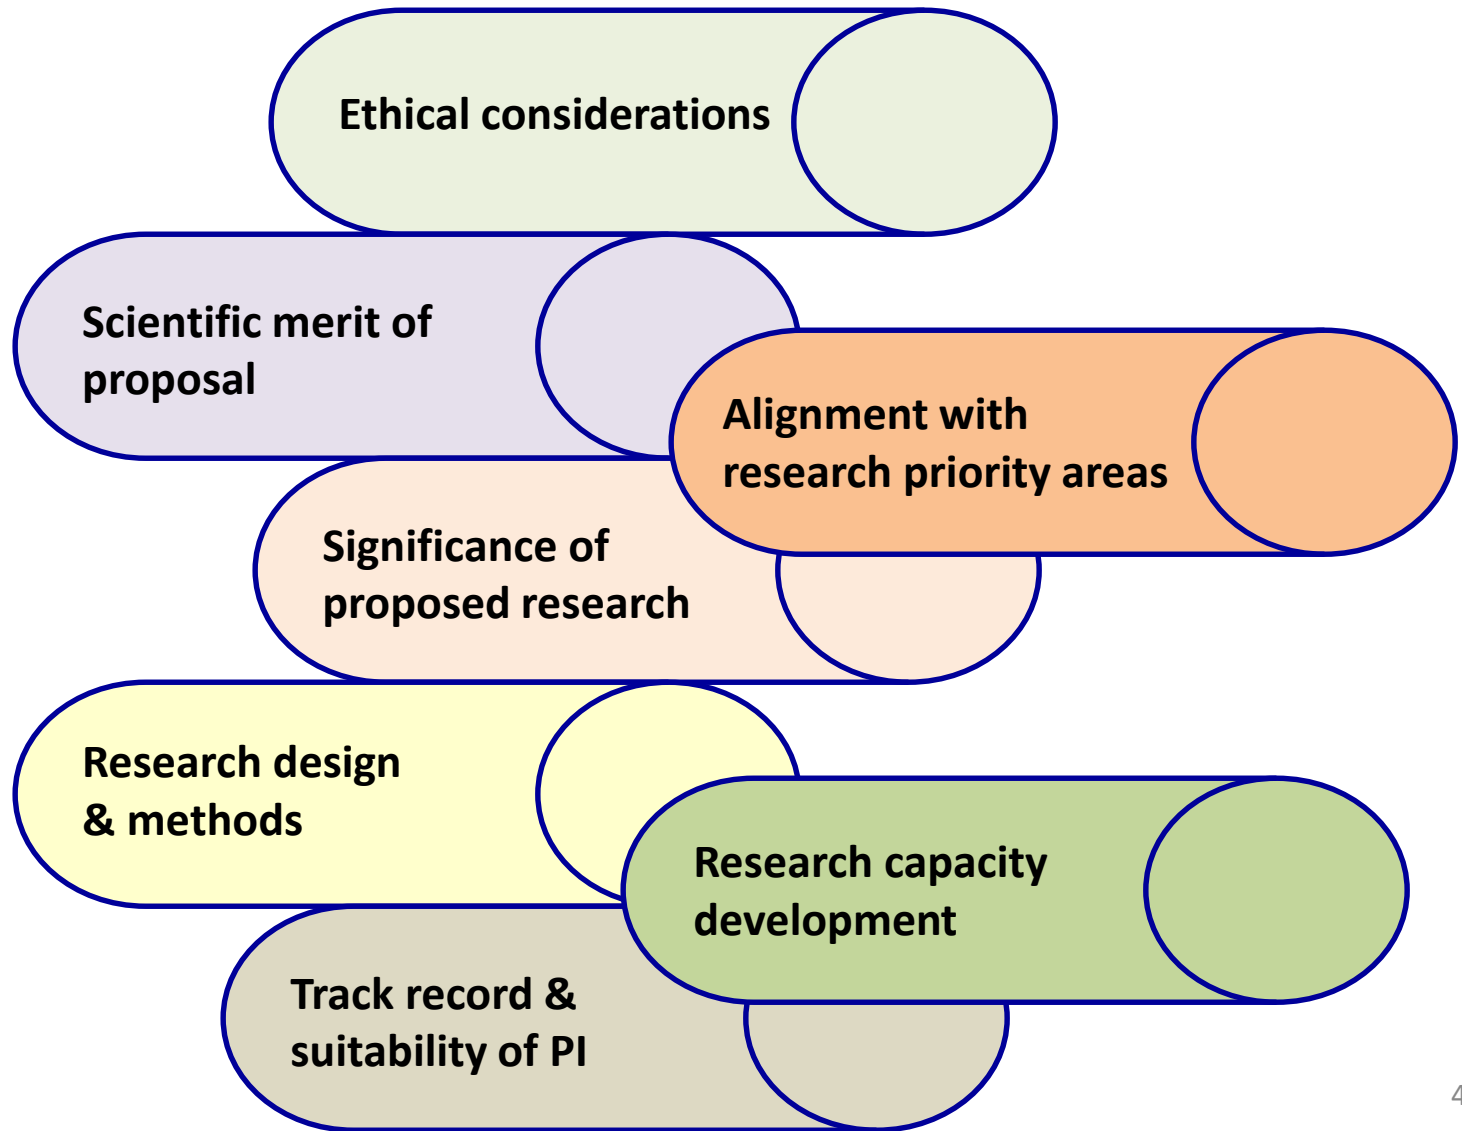 Ethical considerations
Scientific merit of
proposal
Alignment with
research priority areas
Significance of
proposed research
Research design
& methods
Research capacity
development
Track record &
suitability of PI
4